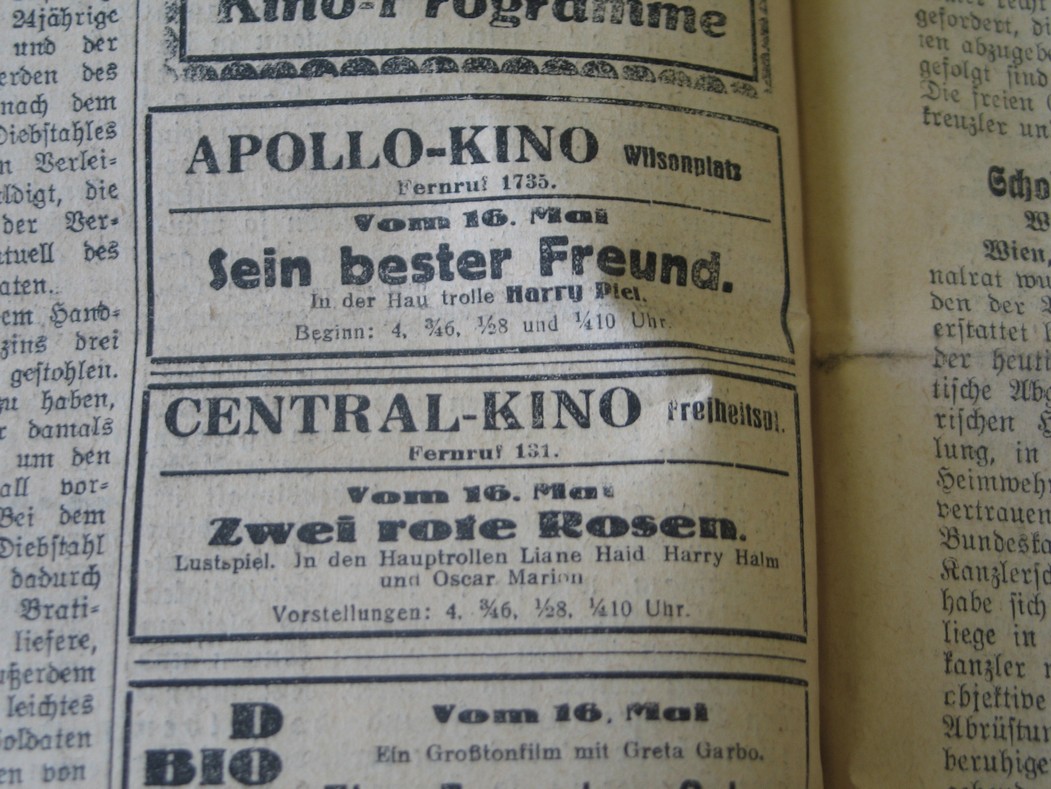 24jährige
und der
erden des
nach dem
Diebstahles
n Verlei=
ldigt, die
der Ver=
tuell des
aten.
em Hand=
zins drei
gestohlen.
zu haben,
r damals
um den
all vor=
Bei dem
Diebstahl
dadurch
Brati=
liefere,
ußerdem
leichtes
oldaten
en von
Kino-Programme
APOLLO-KINO Wilsonplatz
Fernruf 1735.
Vom 16. Mai
Sein bester Freund.
In der Hau trolle Harry Piel.
Beginn: 4, ¾6, ½8 und ¼10 Uhr.
CENTRAL-KINO Freiheitspl.
Fernruf 131.
Vom 16. Mai
Zwei rote Rosen.
Lustspiel. In den Hauptrollen Liane Haid Harry Halm
und Oscar Marion
Vorstellungen: 4, ¾6, ½8, ¼10 Uhr.
D
BIO
Vom 16. Mai
Ein Großtonfilm mit Greta Garbo.
gefordert, di
ien abzugebe
gefolgt sind
Die freien
kreuzler un
Scho
W
Wien,
nalrat wu
den der
erstattet
der heuti
tische Abg
rischen
lung, in
Heimwehr
vertrauen
Bundeska
Kanzlersch
habe sich
liege in
kanzler
objektive
Abrüstun
beruhige